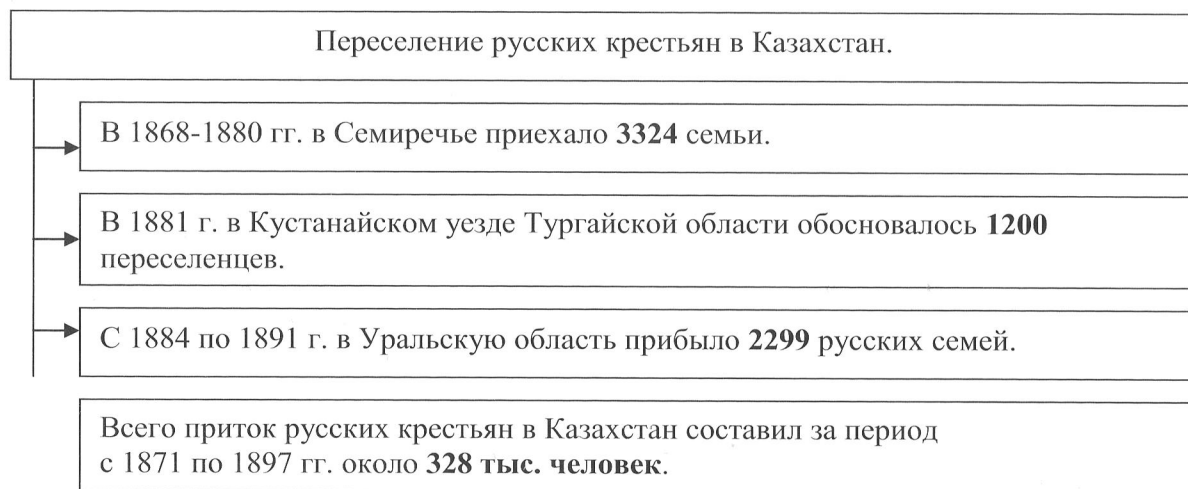 Переселение русских крестьян в Казахстан.
В 1868-1880 гг. в Семиречье приехало 3324 семьи.
В 1881 г. в Кустанайском уезде Тургайской области обосновалось 1200
переселенцев.
С 1884 по 1891 г. в Уральскую область прибыло 2299 русских семей.
Всего приток русских крестьян в Казахстан составил за период
с 1871 по 1897 гг. около 328 тыс. человек.